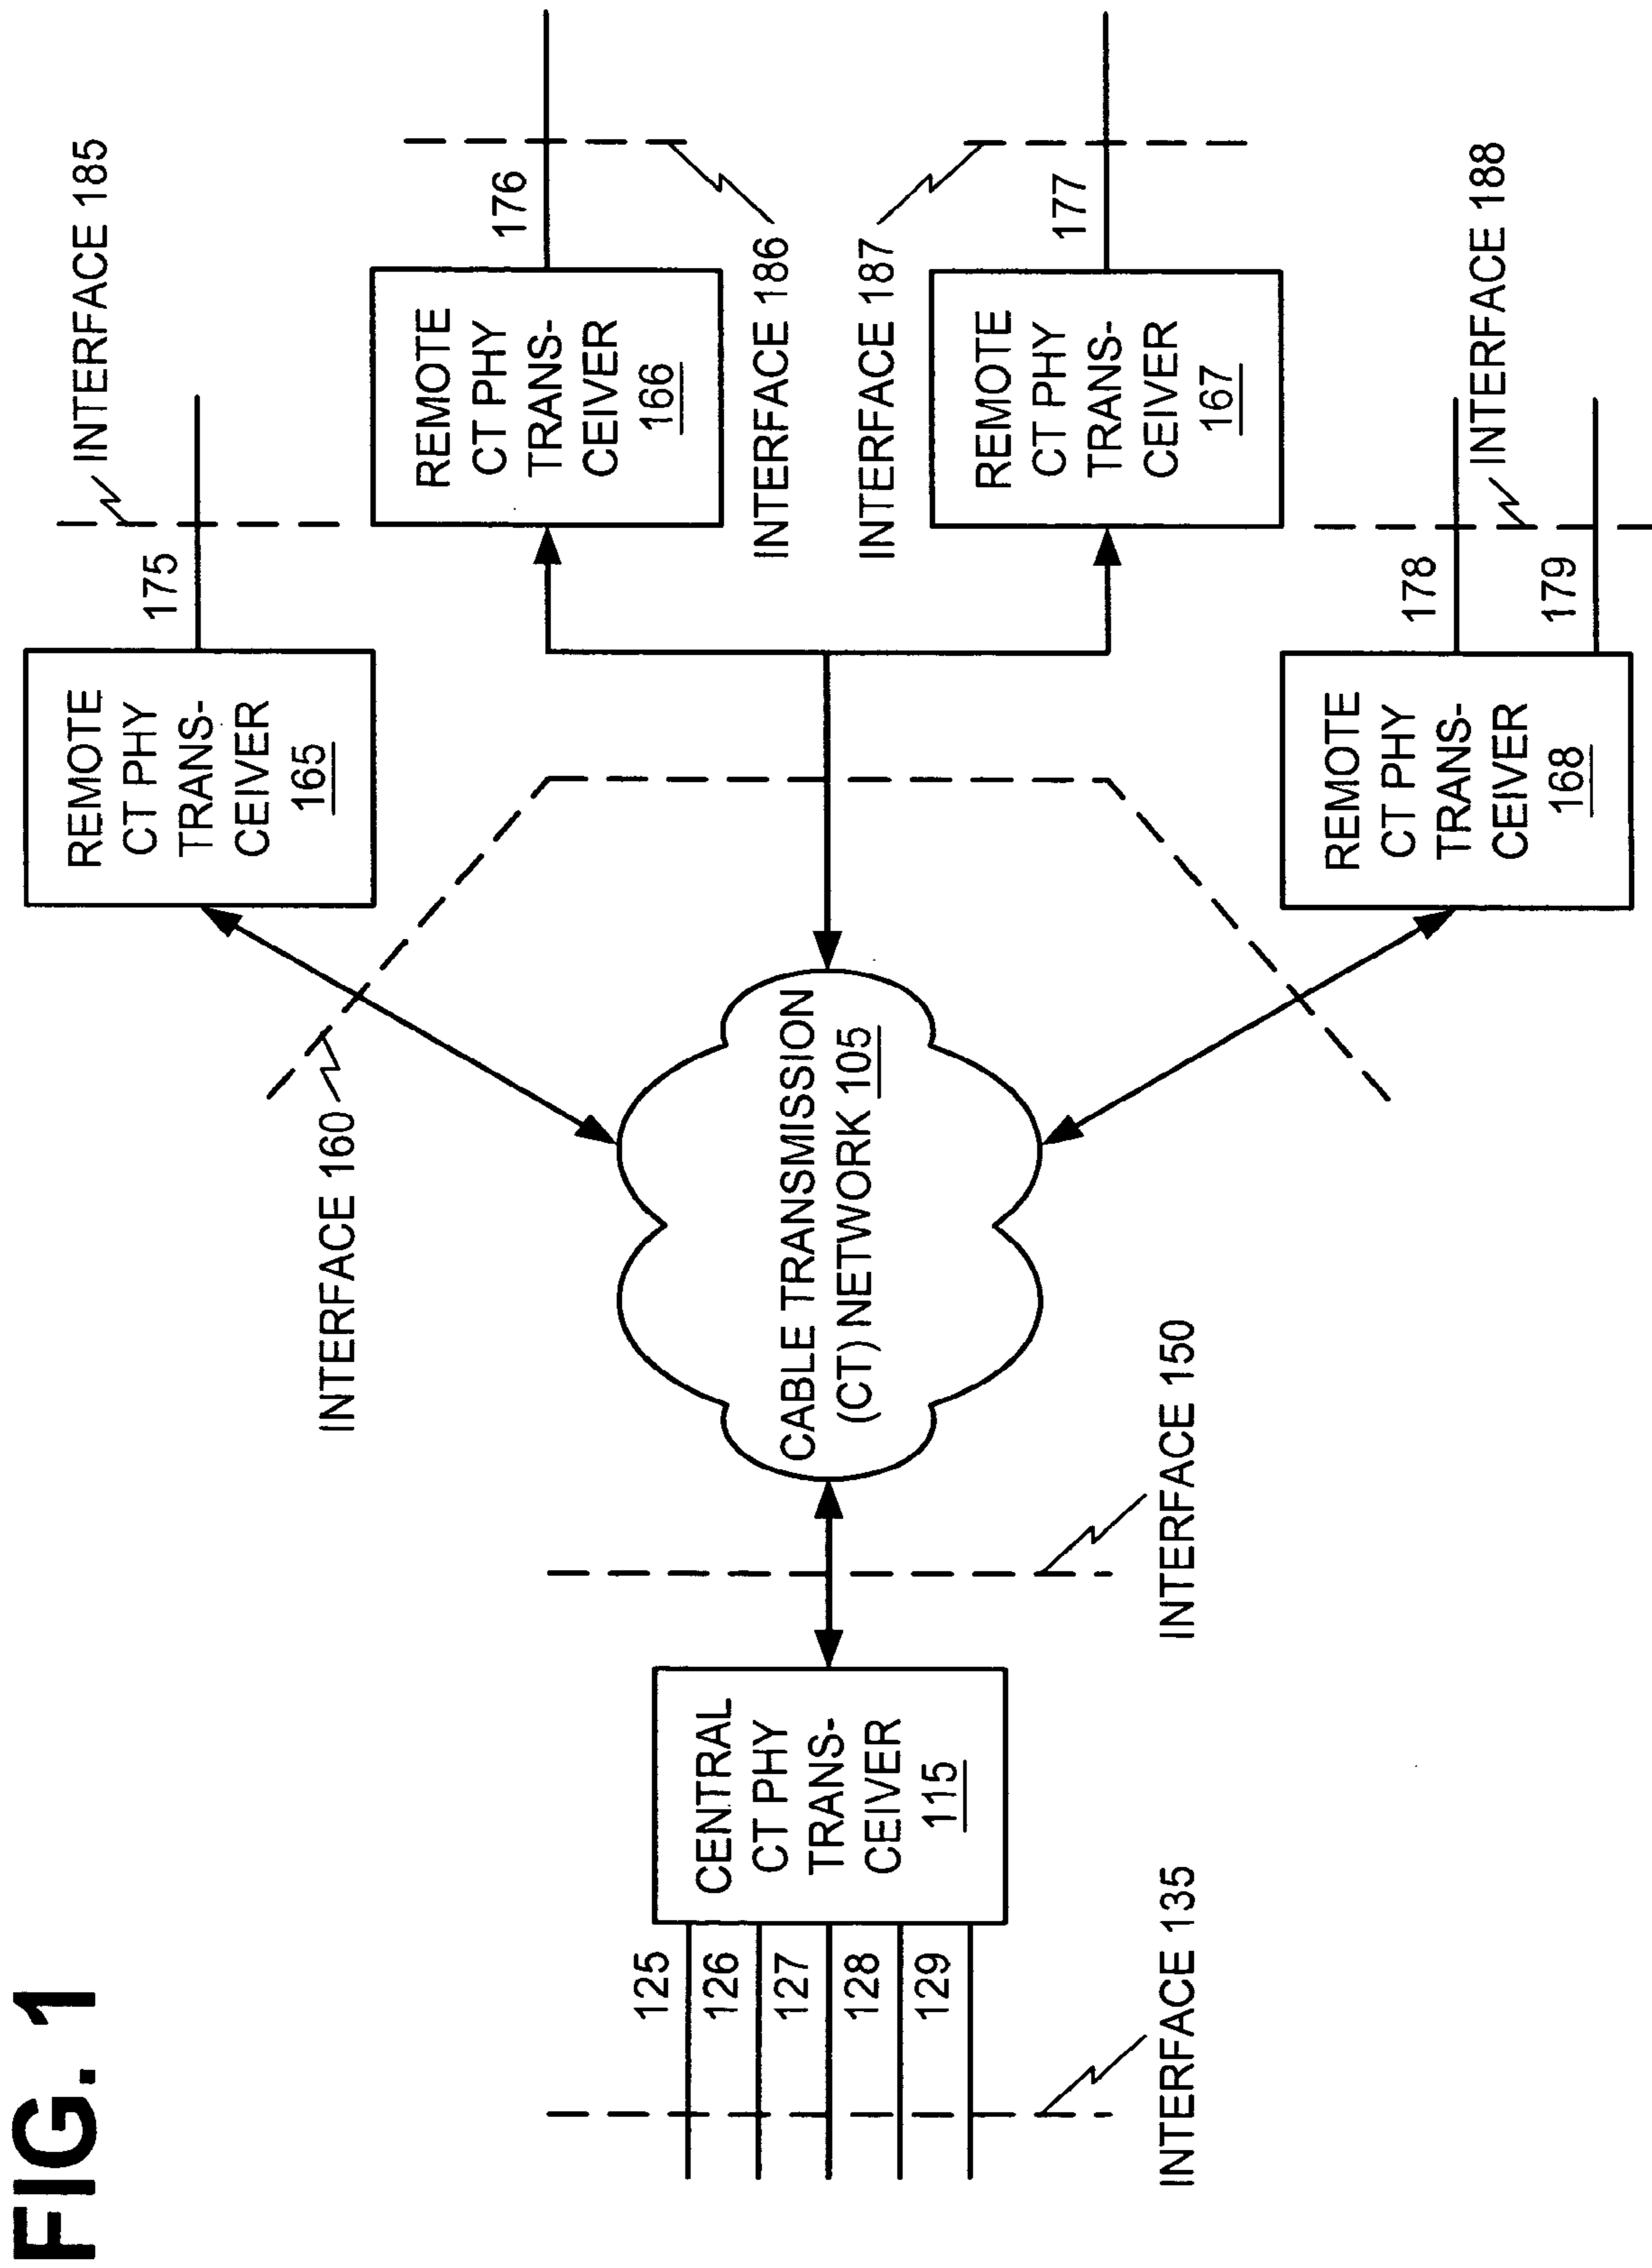 FIG. 1
125
126
127
128
129
INTERFACE 135
CENTRAL
CT PHY
TRANS-
CEIVER
115
INTERFACE 150
CABLE TRANSMISSION
(CT) NETWORK 105
INTERFACE 160
REMOTE
CT PHY
TRANS-
CEIVER
165
175
INTERFACE 185
REMOTE
CT PHY
TRANS-
CEIVER
166
176
INTERFACE 186
INTERFACE 187
REMOTE
CT PHY
TRANS-
CEIVER
167
177
REMOTE
CT PHY
TRANS-
CEIVER
168
178
179
INTERFACE 188